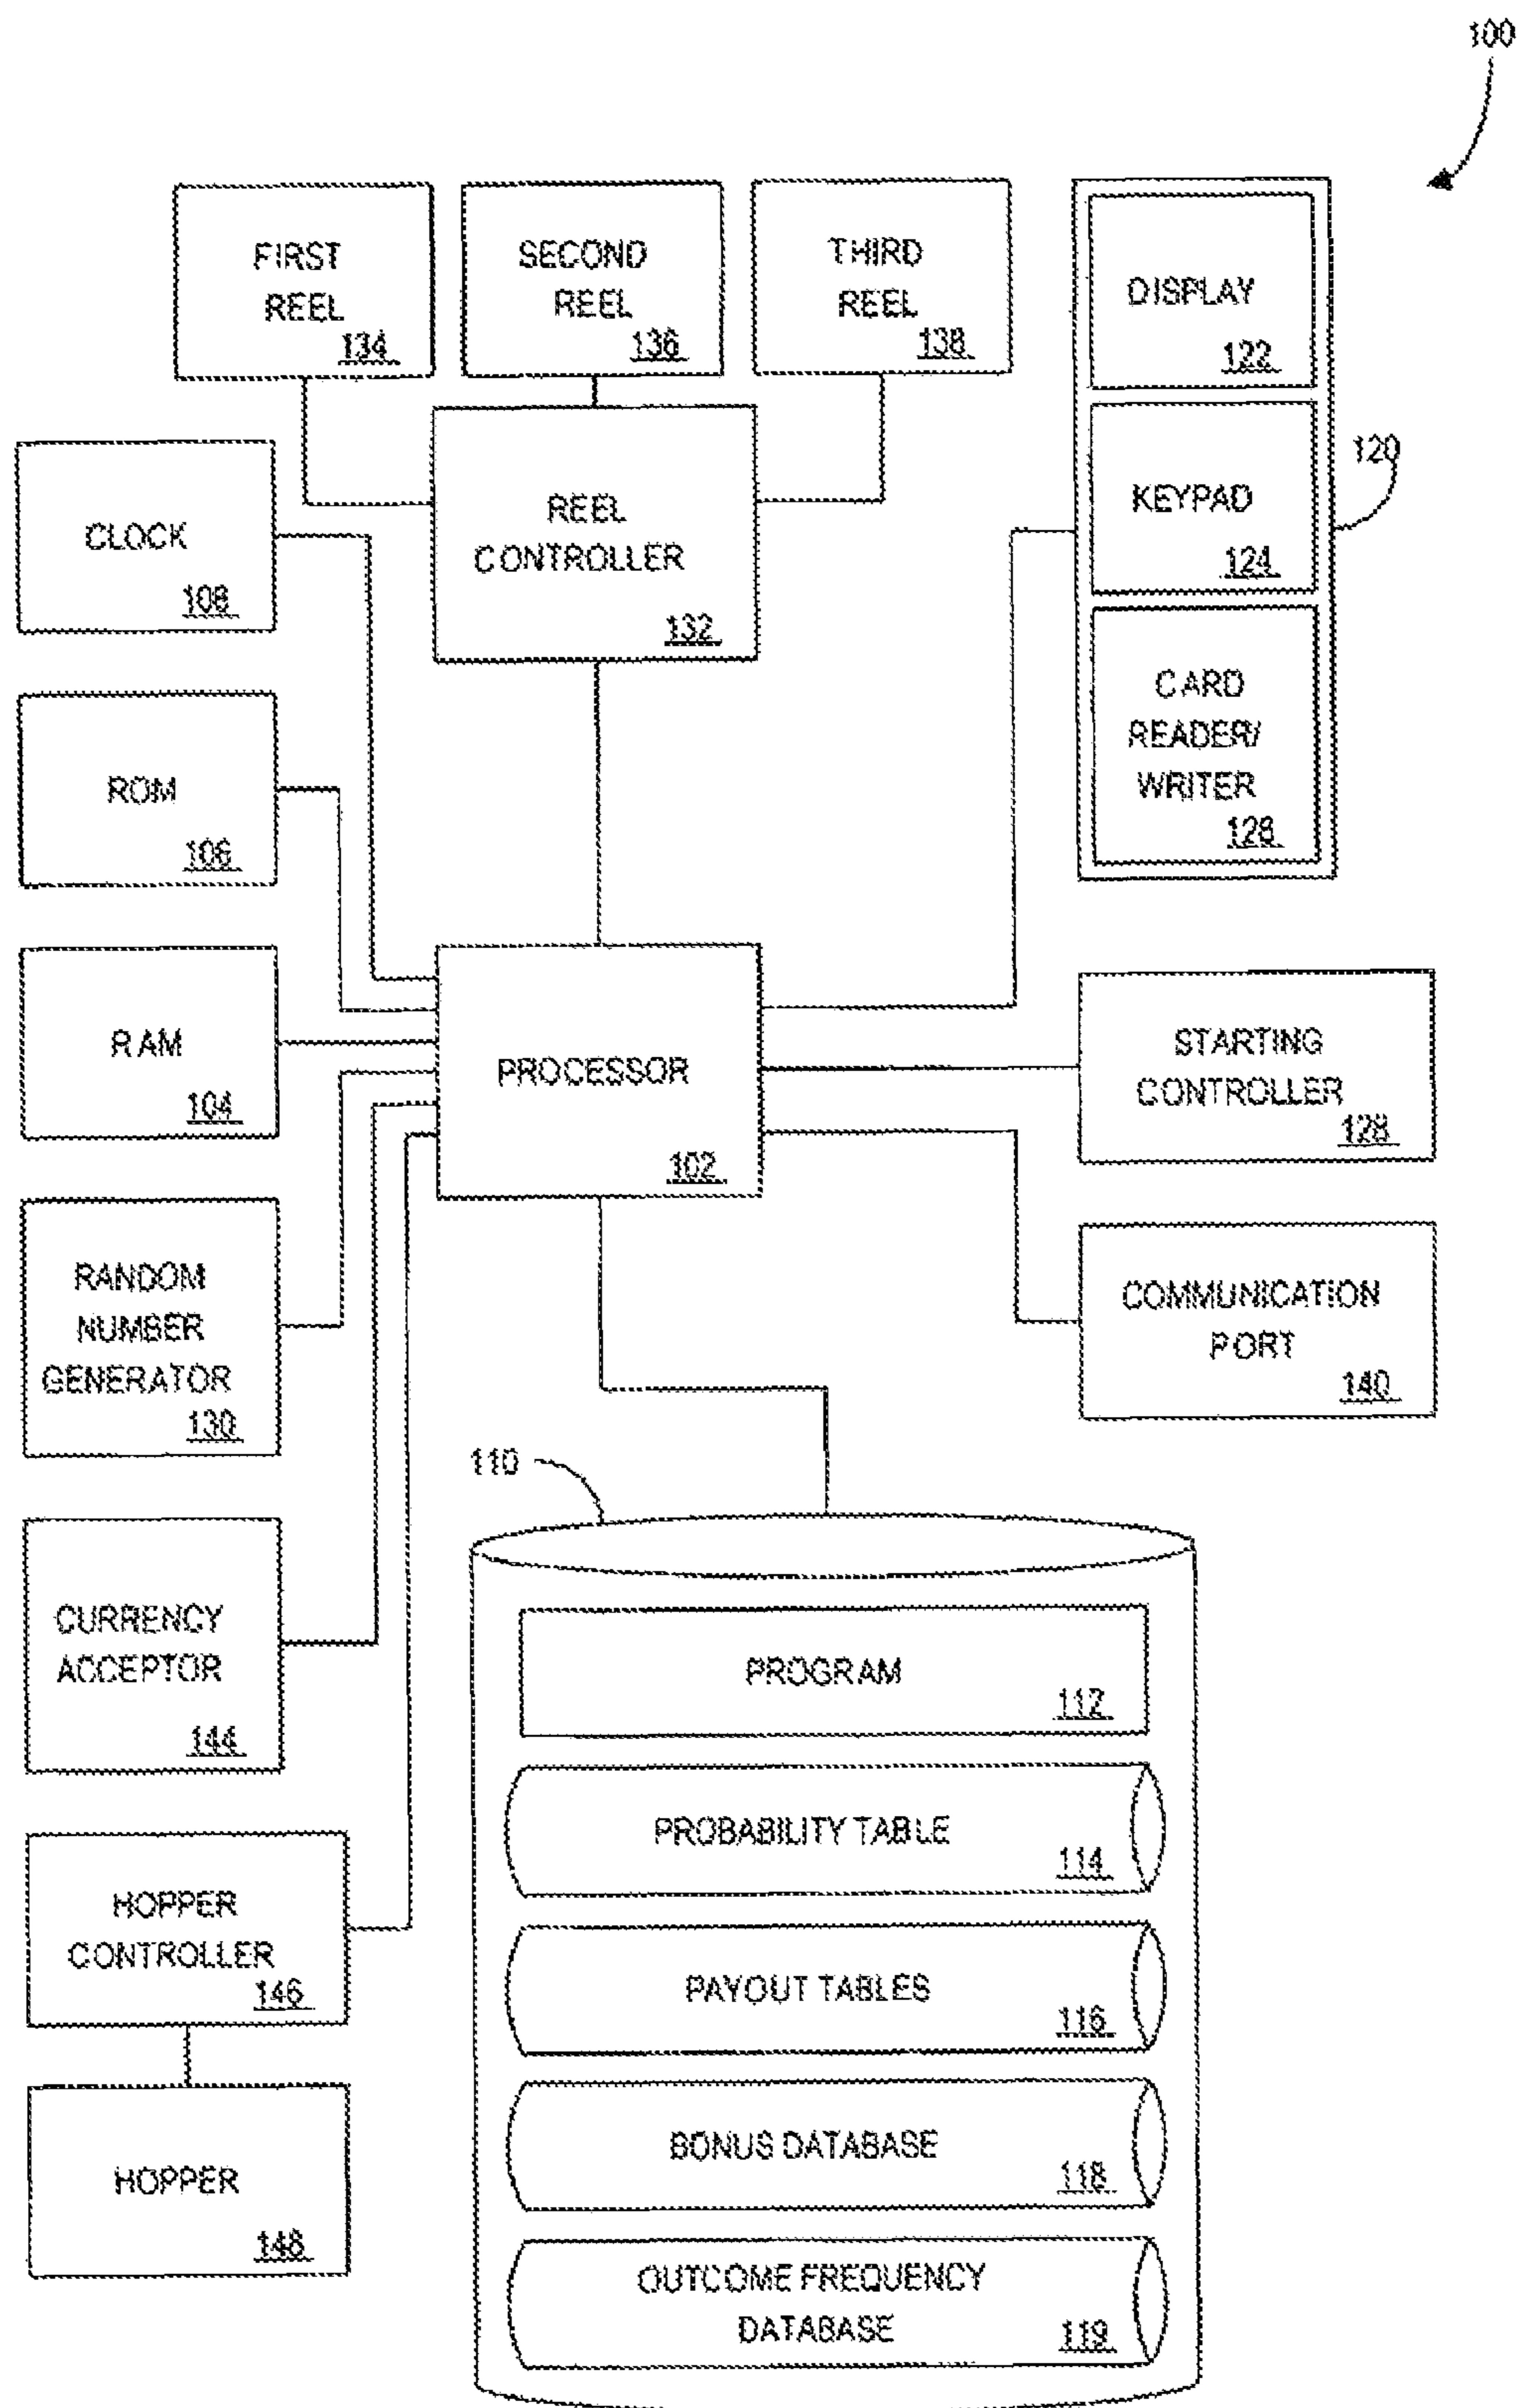 100
FIRST
REEL
134
SECOND
REEL
136
THIRD
REEL
138
DISPLAY
122
KEYPAD
124
CARD
READER/
WRITER
128
120
REEL
CONTROLLER
132
CLOCK
108
ROM
106
RAM
104
PROCESSOR
102
STARTING
CONTROLLER
128
RANDOM
NUMBER
GENERATOR
130
COMMUNICATION
PORT
140
110
CURRENCY
ACCEPTOR
144
PROGRAM
112
PROBABILITY TABLE
114
HOPPER
CONTROLLER
146
PAYOUT TABLES
116
HOPPER
148
BONUS DATABASE
118
OUTCOME FREQUENCY
DATABASE
119